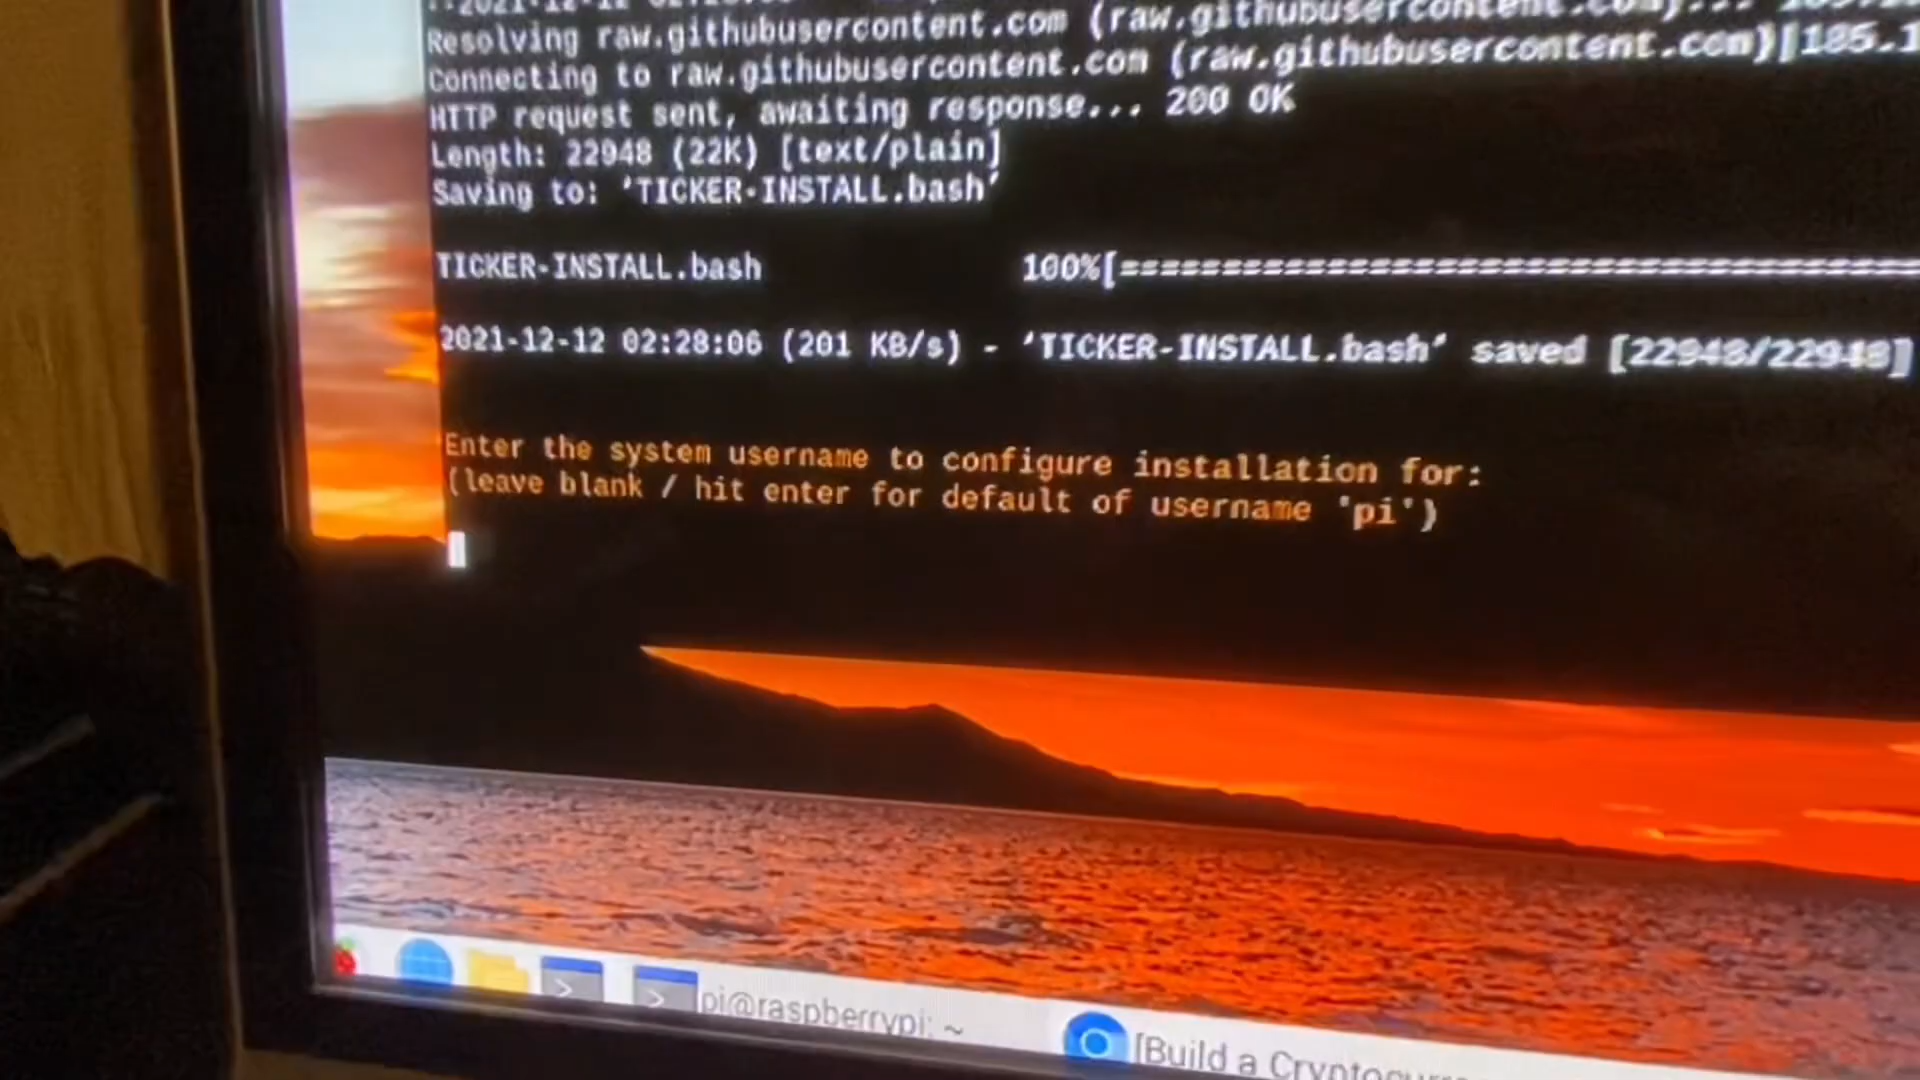 Resolving raw.githubusercontent.com (raw.githubusercontent.com)...
Connecting to raw.githubusercontent.com (raw.githubusercontent.com)|185.1
HTTP request sent, awaiting response... 200 OK
Length: 22948 (22K) [text/plain]
Saving to: ‘TICKER-INSTALL.bash’
TICKER-INSTALL.bash 100%[==========================================
2021-12-12 02:28:06 (201 KB/s) - ‘TICKER-INSTALL.bash’ saved [22948/22948]
Enter the system username to configure installation for:
(leave blank / hit enter for default of username 'pi')
pi@raspberrypi: ~
[Build a Cryptocurre